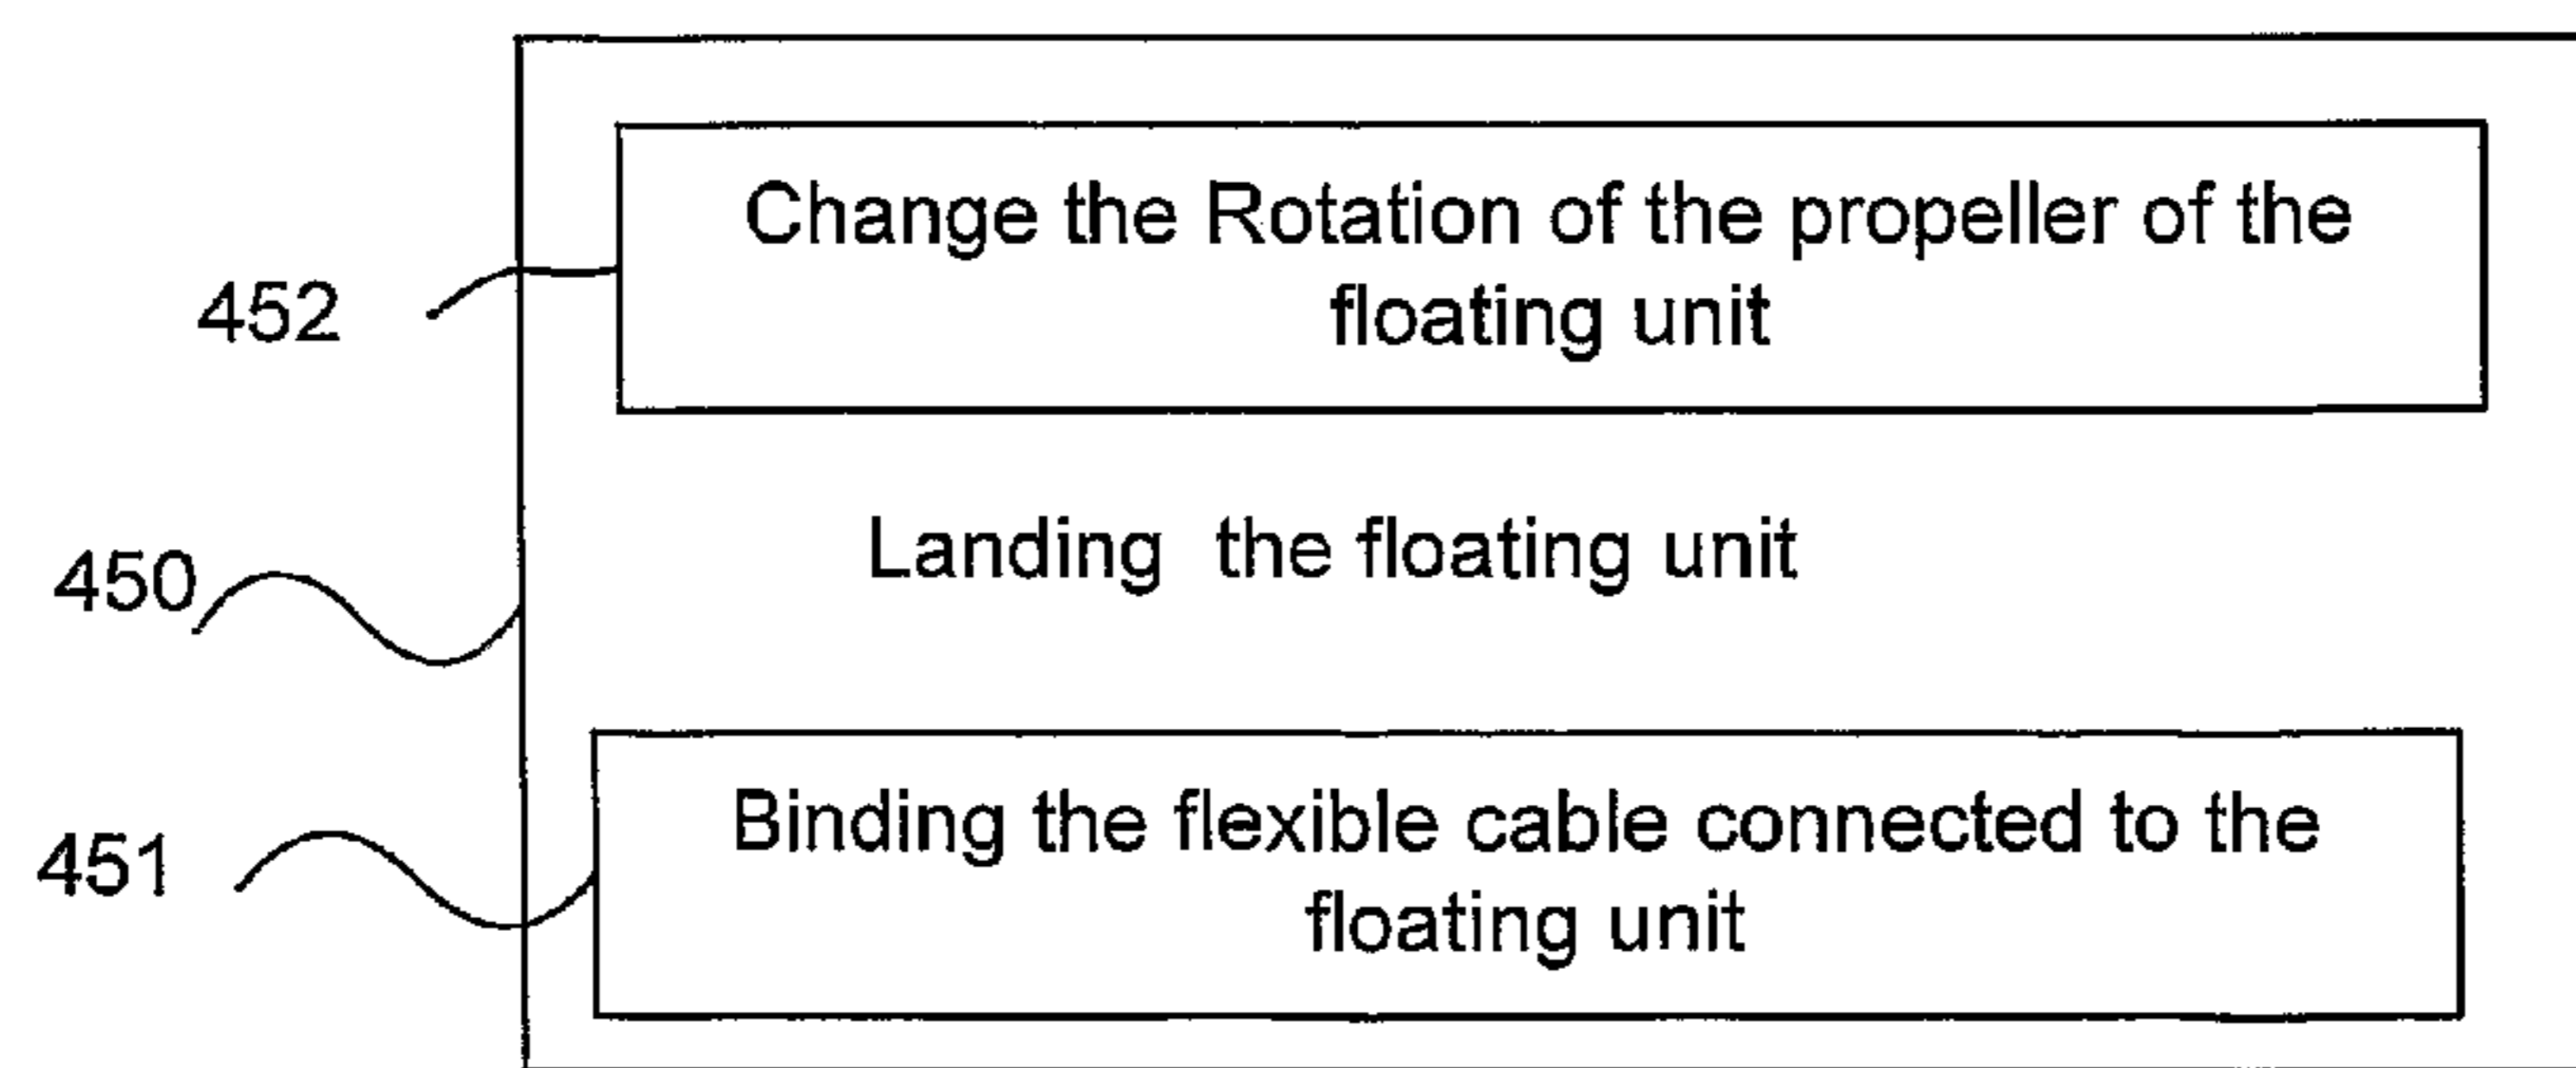 Change the Rotation of the propeller of the
floating unit
452
Landing the floating unit
450
Binding the flexible cable connected to the
floating unit
451